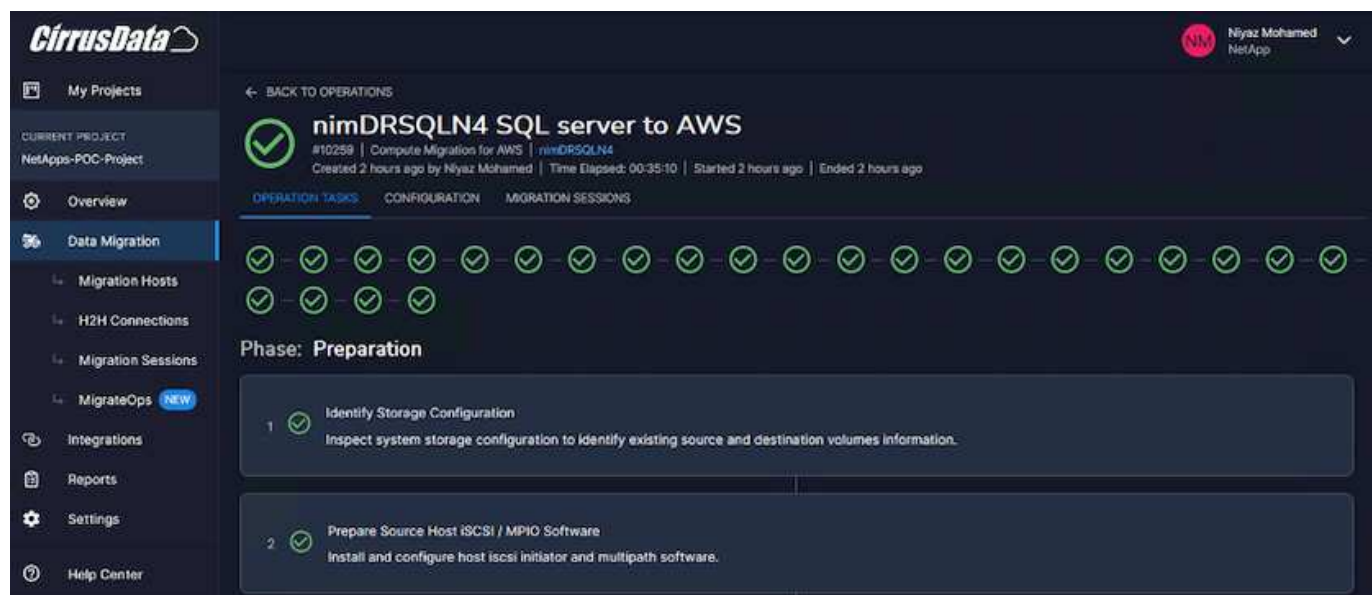 CirrusData
NM
Niyaz Mohamed
NetApp
My Projects
CURRENT PROJECT
NetApps-POC-Project
Overview
Data Migration
Migration Hosts
H2H Connections
Migration Sessions
MigrateOps NEW
Integrations
Reports
Settings
Help Center
← BACK TO OPERATIONS
nimDRSQLN4 SQL server to AWS
#10259 | Compute Migration for AWS | nimDRSQLN4
Created 2 hours ago by Niyaz Mohamed | Time Elapsed: 00:35:10 | Started 2 hours ago | Ended 2 hours ago
OPERATION TASKS CONFIGURATION MIGRATION SESSIONS
Phase: Preparation
1 Identify Storage Configuration
Inspect system storage configuration to identify existing source and destination volumes information.
2 Prepare Source Host iSCSI / MPIO Software
Install and configure host iscsi initiator and multipath software.